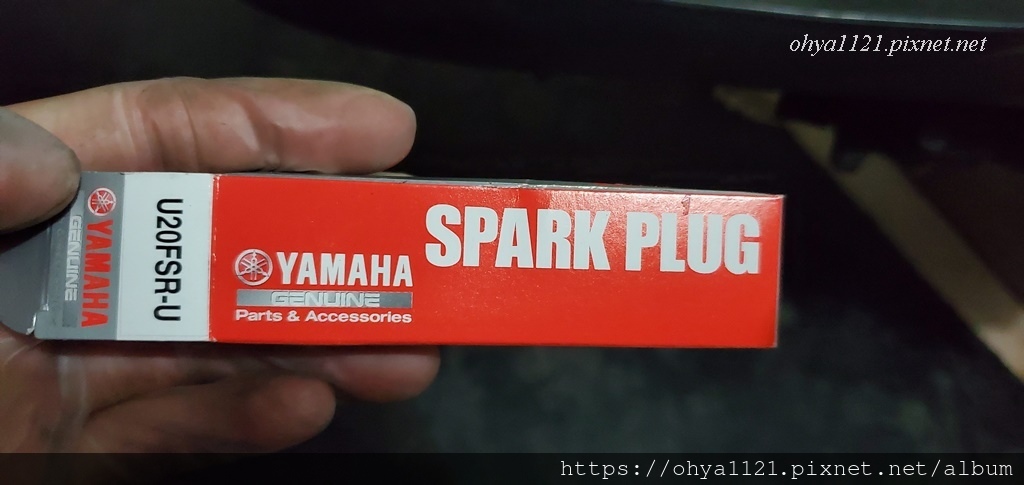 ohya1121.pixnet.net
YAMAHA
GENUINE
U20FSR-U
SPARK PLUG
YAMAHA
GENUINE
Parts & Accessories
https://ohya1121.pixnet.net/album